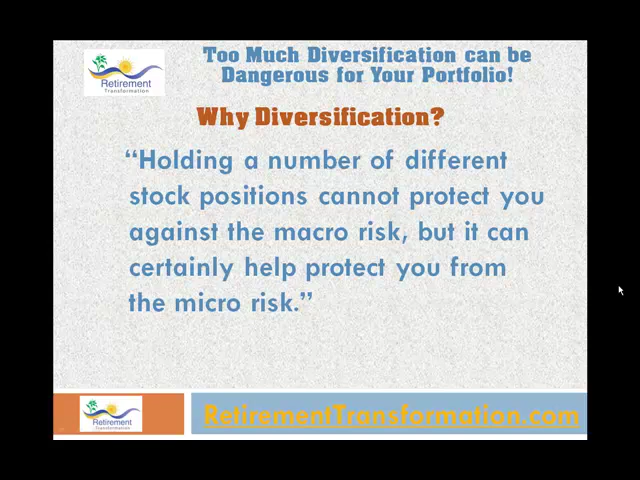 Too Much Diversification can be
Dangerous for Your Portfolio!
Retirement
Transformation
Why Diversification?
“Holding a number of different
stock positions cannot protect you
against the macro risk, but it can
certainly help protect you from
the micro risk.”
Retirement
Transformation
RetirementTransformation.com